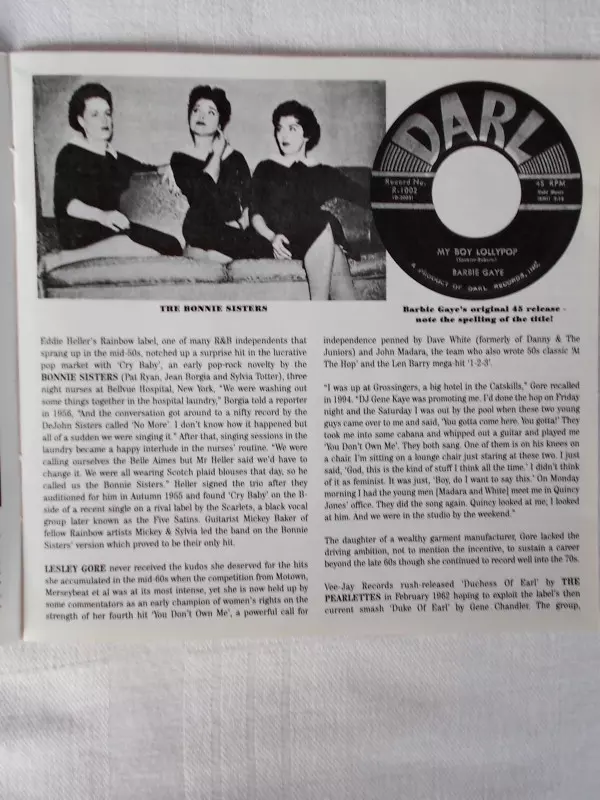 DARL
Record No.
R-1002
45 RPM
MY BOY LOLLYPOP
BARBIE GAYE
A PRODUCT OF DARL RECORDS, INC.
THE BONNIE SISTERS
Barbie Gaye's original 45 release -
note the spelling of the title!
Eddie Heller's Rainbow label, one of many R&B independents that
sprang up in the mid-50s, notched up a surprise hit in the lucrative
pop market with 'Cry Baby', an early pop-rock novelty by the
BONNIE SISTERS (Pat Ryan, Jean Borgia and Sylvia Totter), three
night nurses at Bellvue Hospital, New York. "We were washing out
some things together in the hospital laundry," Borgia told a reporter
in 1956, "And the conversation got around to a nifty record by the
DeJohn Sisters called 'No More'. I don't know how it happened but
all of a sudden we were singing it." After that, singing sessions in the
laundry became a happy interlude in the nurses' routine. "We were
calling ourselves the Belle Aimes but Mr Heller said we'd have to
change it. We were all wearing Scotch plaid blouses that day, so he
called us the Bonnie Sisters." Heller signed the trio after they
auditioned for him in Autumn 1955 and found 'Cry Baby' on the B-
side of a recent single on a rival label by the Scarlets, a black vocal
group later known as the Five Satins. Guitarist Mickey Baker of
fellow Rainbow artists Mickey & Sylvia led the band on the Bonnie
Sisters' version which proved to be their only hit.
LESLEY GORE never received the kudos she deserved for the hits
she accumulated in the mid-60s when the competition from Motown,
Merseybeat et al was at its most intense, yet she is now held up by
some commentators as an early champion of women's rights on the
strength of her fourth hit 'You Don't Own Me', a powerful call for
independence penned by Dave White (formerly of Danny & The
Juniors) and John Madara, the team who also wrote 50s classic 'At
The Hop' and the Len Barry mega-hit '1-2-3'.
"I was up at Grossingers, a big hotel in the Catskills," Gore recalled
in 1994. "DJ Gene Kaye was promoting me. I'd done the hop on Friday
night and the Saturday I was out by the pool when these two young
guys came over to me and said, 'You gotta come here. You gotta!' They
took me into some cabana and whipped out a guitar and played me
'You Don't Own Me'. They both sang. One of them is on his knees on
a chair. I'm sitting on a lounge chair just staring at these two. I just
said, 'God, this is the kind of stuff I think all the time.' I didn't think
of it as feminist. It was just, 'Boy, do I want to say this.' On Monday
morning I had the young men [Madara and White] meet me in Quincy
Jones' office. They did the song again. Quincy looked at me; I looked
at him. And we were in the studio by the weekend."
The daughter of a wealthy garment manufacturer, Gore lacked the
driving ambition, not to mention the incentive, to sustain a career
beyond the late 60s though she continued to record well into the 70s.
Vee-Jay Records rush-released 'Duchess Of Earl' by THE
PEARLETTES in February 1962 hoping to exploit the label's then
current smash 'Duke Of Earl' by Gene Chandler. The group,